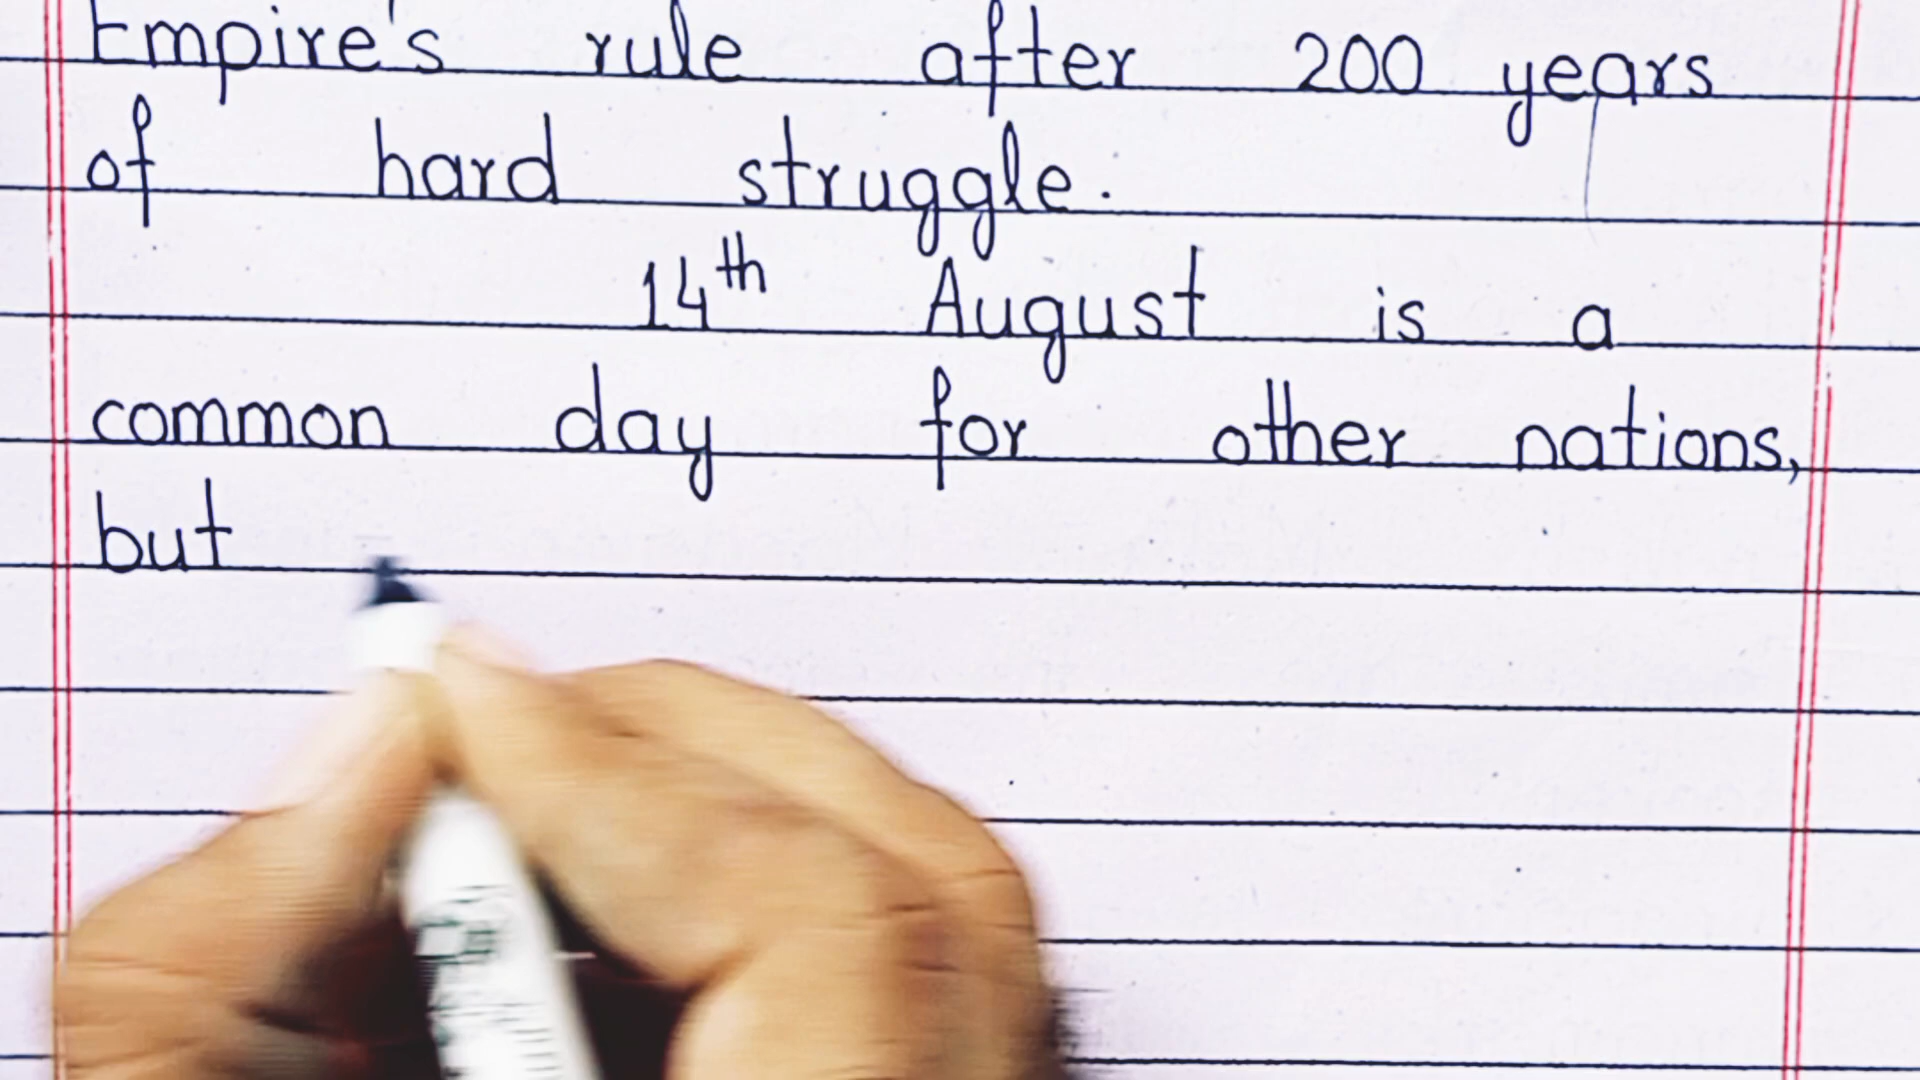 Empire's rule after 200 years
of hard struggle.
14th August is a
common day for other nations,
but